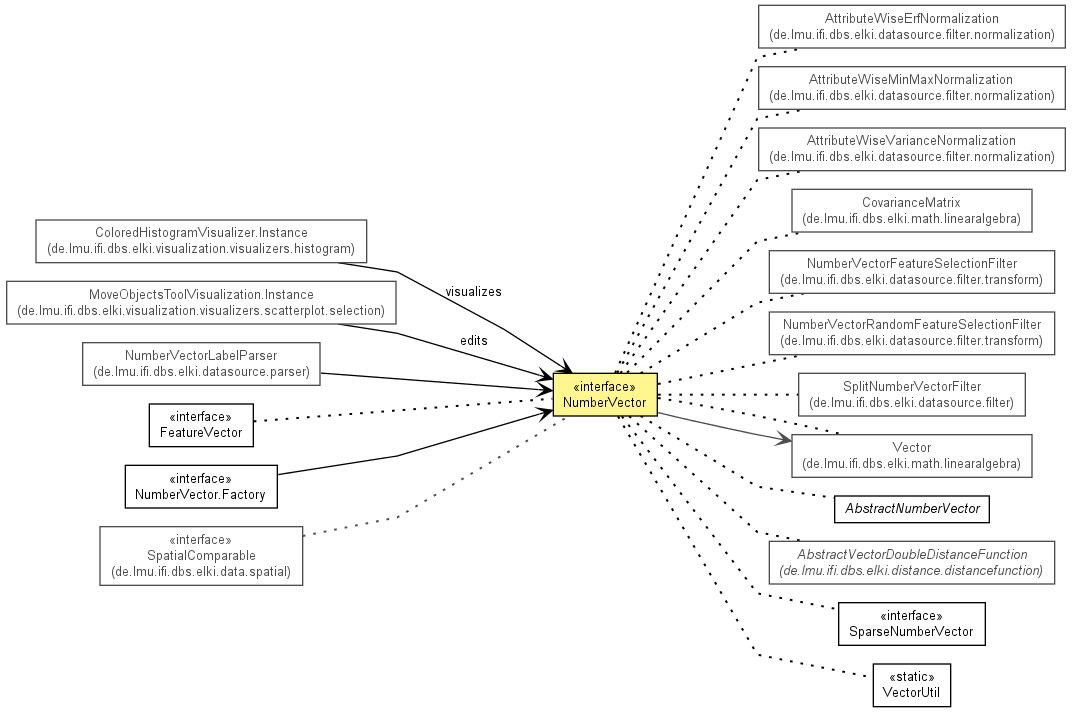 ColoredHistogramVisualizer.Instance
(de.lmu.ifi.dbs.elki.visualization.visualizers.histogram)
MoveObjectsToolVisualization.Instance
(de.lmu.ifi.dbs.elki.visualization.visualizers.scatterplot.selection)
NumberVectorLabelParser
(de.lmu.ifi.dbs.elki.datasource.parser)
«interface»
FeatureVector
«interface»
NumberVector.Factory
«interface»
SpatialComparable
(de.lmu.ifi.dbs.elki.data.spatial)
visualizes
edits
«interface»
NumberVector
AttributeWiseErfNormalization
(de.lmu.ifi.dbs.elki.datasource.filter.normalization)
AttributeWiseMinMaxNormalization
(de.lmu.ifi.dbs.elki.datasource.filter.normalization)
AttributeWiseVarianceNormalization
(de.lmu.ifi.dbs.elki.datasource.filter.normalization)
CovarianceMatrix
(de.lmu.ifi.dbs.elki.math.linearalgebra)
NumberVectorFeatureSelectionFilter
(de.lmu.ifi.dbs.elki.datasource.filter.transform)
NumberVectorRandomFeatureSelectionFilter
(de.lmu.ifi.dbs.elki.datasource.filter.transform)
SplitNumberVectorFilter
(de.lmu.ifi.dbs.elki.datasource.filter)
Vector
(de.lmu.ifi.dbs.elki.math.linearalgebra)
AbstractNumberVector
AbstractVectorDoubleDistanceFunction
(de.lmu.ifi.dbs.elki.distance.distancefunction)
«interface»
SparseNumberVector
«static»
VectorUtil